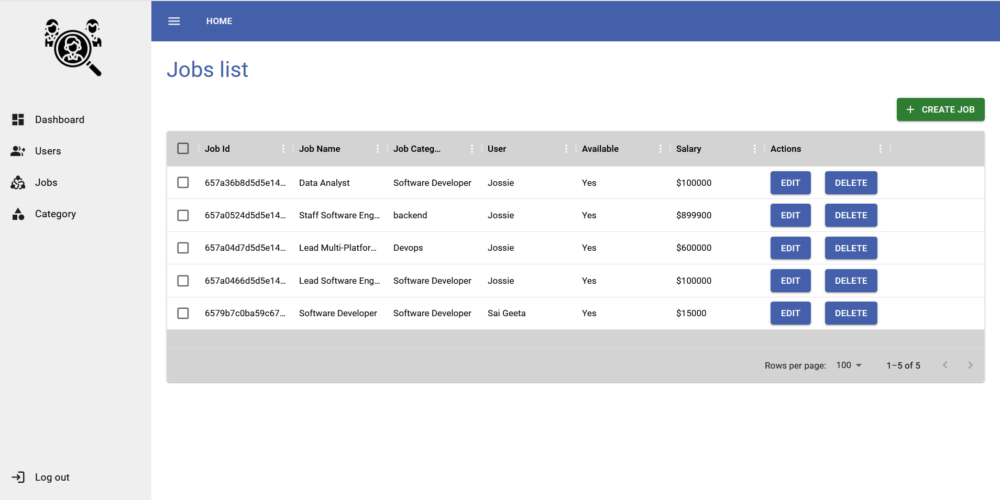 HOME
Jobs list
Dashboard
Users
Jobs
Category
Log out
CREATE JOB
Job Id Job Name Job Categ... User Available Salary Actions
657a36b8d5d5e14... Data Analyst Software Developer Jossie Yes $100000 EDIT DELETE
657a0524d5d5e14... Staff Software Eng... backend Jossie Yes $899900 EDIT DELETE
657a04d7d5d5e14... Lead Multi-Platfor... Devops Jossie Yes $600000 EDIT DELETE
657a0466d5d5e14... Lead Software Eng... Software Developer Jossie Yes $100000 EDIT DELETE
6579b7c0ba59c67... Software Developer Software Developer Sai Geeta Yes $15000 EDIT DELETE
Rows per page: 100 1–5 of 5